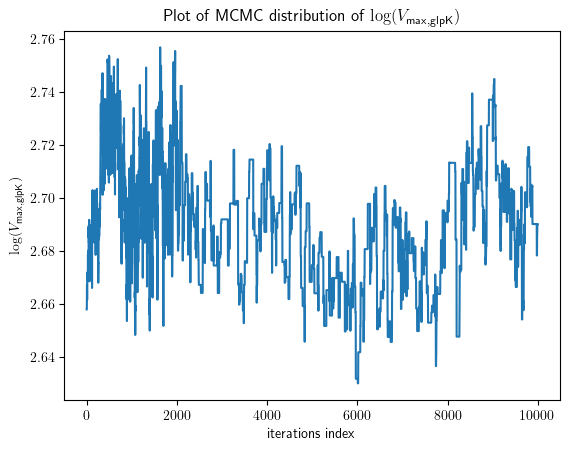 Plot of MCMC distribution of log(V_max,glpK)
2.76
2.74
2.72
2.70
2.68
2.66
2.64
log(V_max,glpK)
0 2000 4000 6000 8000 10000
iterations index